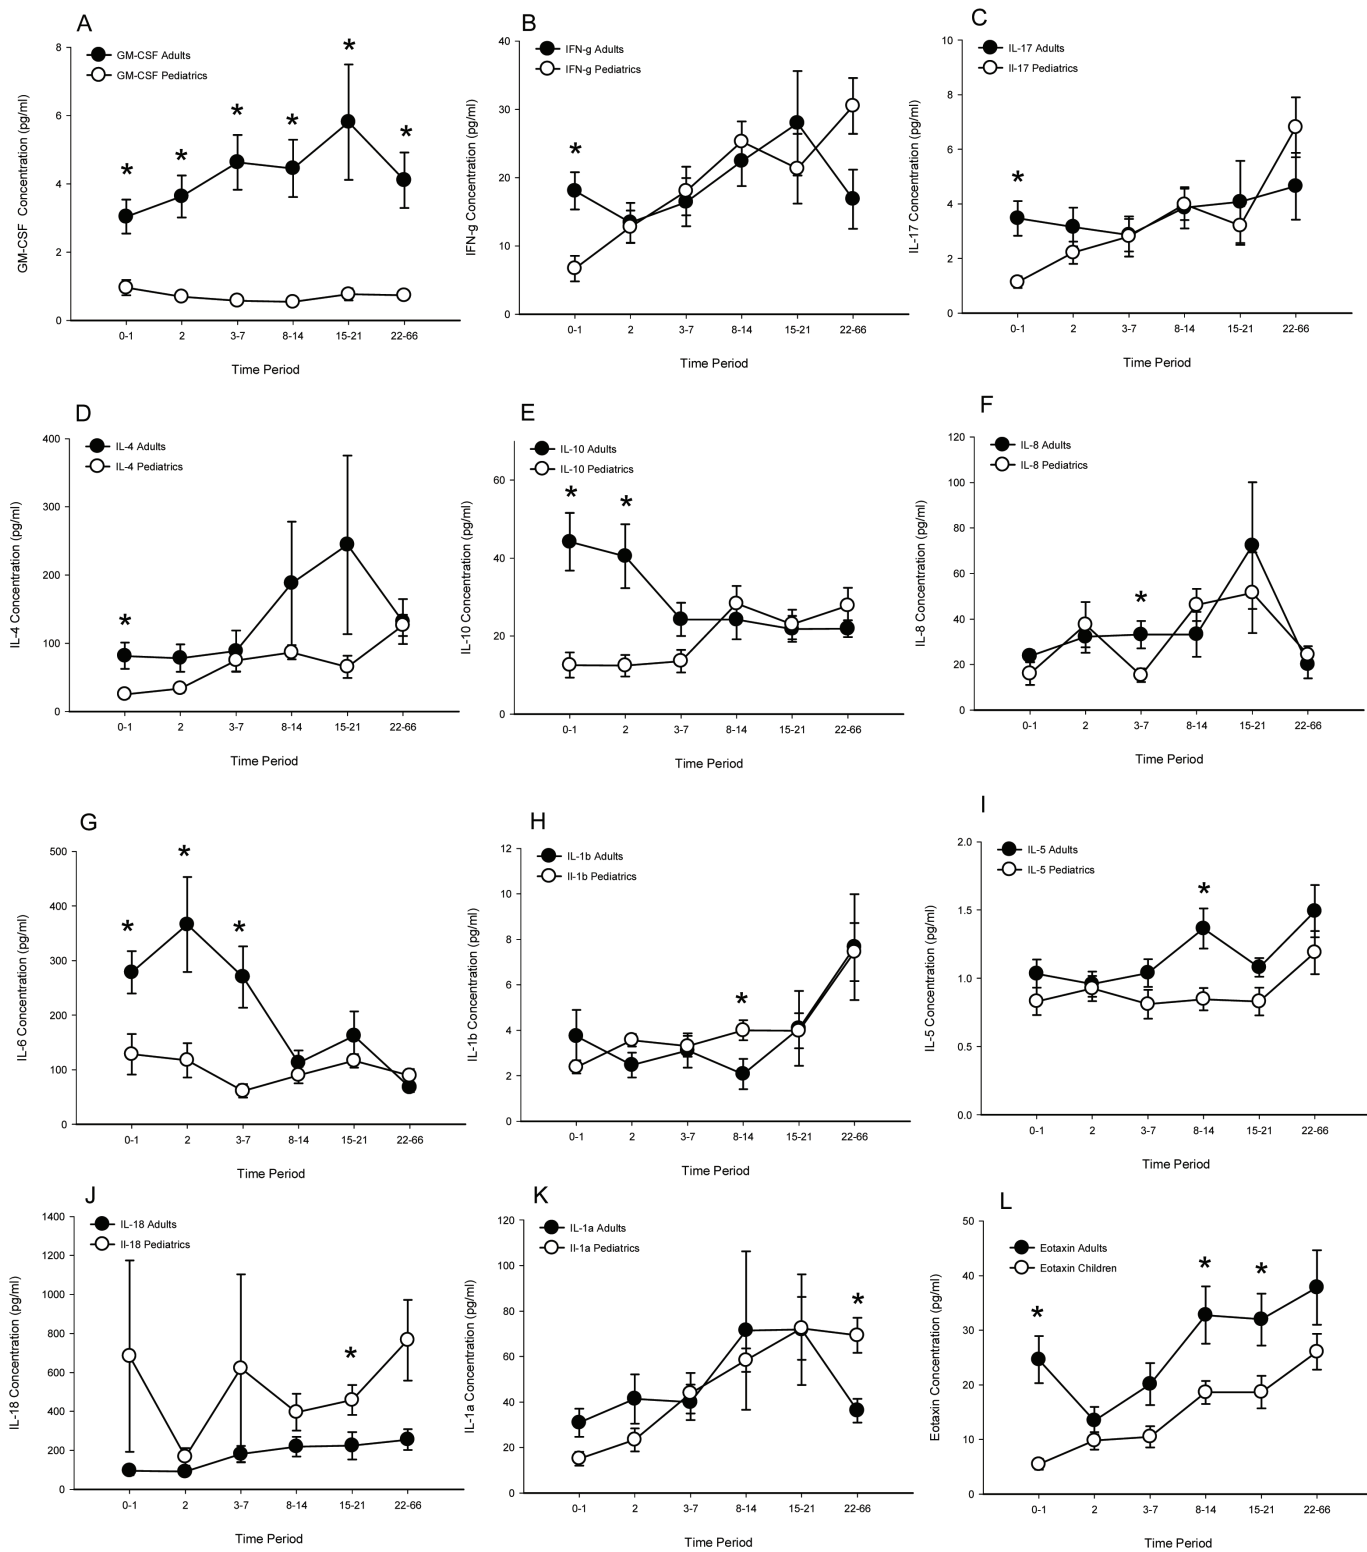 A
* * * * * *
GM-CSF Adults
GM-CSF Pediatrics
GM-CSF Concentration (pg/ml)
8
6
4
2
0
0-1 2 3-7 8-14 15-21 22-66
Time Period
B
*
IFN-g Adults
IFN-g Pediatrics
IFN-g Concentration (pg/ml)
40
30
20
10
0
0-1 2 3-7 8-14 15-21 22-66
Time Period
C
*
IL-17 Adults
Il-17 Pediatrics
IL-17 Concentration (pg/ml)
10
8
6
4
2
0
0-1 2 3-7 8-14 15-21 22-66
Time Period
D
*
IL-4 Adults
IL-4 Pediatrics
IL-4 Concentration (pg/ml)
400
300
200
100
0
0-1 2 3-7 8-14 15-21 22-66
Time Period
E
* *
IL-10 Adults
IL-10 Pediatrics
IL-10 Concentration (pg/ml)
60
40
20
0
0-1 2 3-7 8-14 15-21 22-66
Time Period
F
*
IL-8 Adults
IL-8 Pediatrics
IL-8 Concentration (pg/ml)
120
100
80
60
40
20
0
0-1 2 3-7 8-14 15-21 22-66
Time Period
G
* * *
IL-6 Adults
IL-6 Pediatrics
IL-6 Concentration (pg/ml)
500
400
300
200
100
0
0-1 2 3-7 8-14 15-21 22-66
Time Period
H
*
IL-1b Adults
Il-1b Pediatrics
IL-1b Concentration (pg/ml)
12
10
8
6
4
2
0
0-1 2 3-7 8-14 15-21 22-66
Time Period
I
*
IL-5 Adults
IL-5 Pediatrics
IL-5 Concentration (pg/ml)
2.0
1.5
1.0
0.5
0.0
0-1 2 3-7 8-14 15-21 22-66
Time Period
J
*
IL-18 Adults
Il-18 Pediatrics
IL-18 Concentration (pg/ml)
1400
1200
1000
800
600
400
200
0
0-1 2 3-7 8-14 15-21 22-66
Time Period
K
*
IL-1a Adults
Il-1a Pediatrics
IL-1a Concentration (pg/ml)
120
100
80
60
40
20
0
0-1 2 3-7 8-14 15-21 22-66
Time Period
L
* * *
Eotaxin Adults
Eotaxin Children
Eotaxin Concentration (pg/ml)
50
40
30
20
10
0
0-1 2 3-7 8-14 15-21 22-66
Time Period